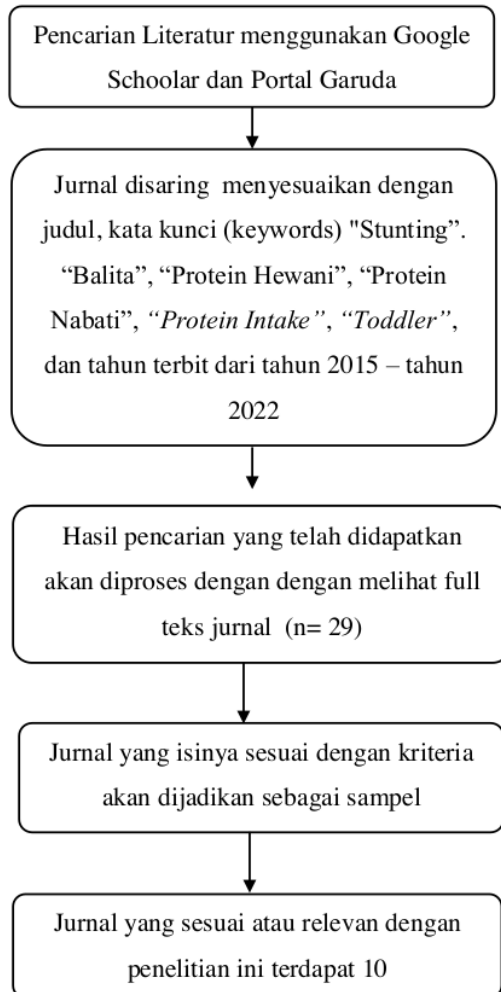 Pencarian Literatur menggunakan Google
Schoolar dan Portal Garuda
Jurnal disaring menyesuaikan dengan
judul, kata kunci (keywords) "Stunting”.
“Balita”, “Protein Hewani”, “Protein
Nabati”, “Protein Intake”, “Toddler”,
dan tahun terbit dari tahun 2015 – tahun
2022
Hasil pencarian yang telah didapatkan
akan diproses dengan dengan melihat full
teks jurnal (n= 29)
Jurnal yang isinya sesuai dengan kriteria
akan dijadikan sebagai sampel
Jurnal yang sesuai atau relevan dengan
penelitian ini terdapat 10